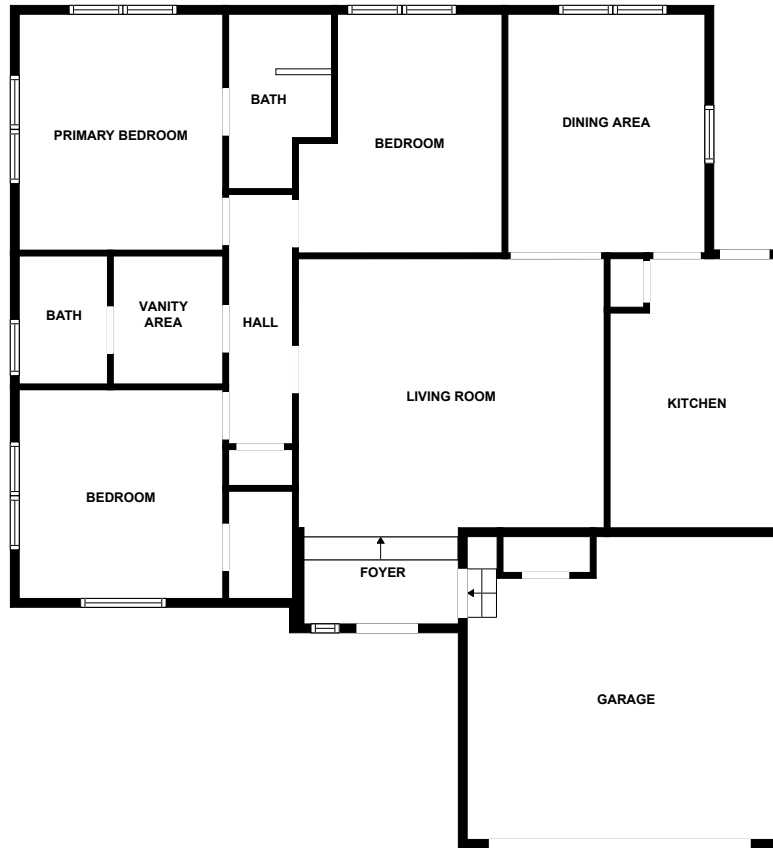 BATH
PRIMARY BEDROOM
BEDROOM
DINING AREA
BATH
VANITY
AREA
HALL
LIVING ROOM
KITCHEN
BEDROOM
FOYER
GARAGE